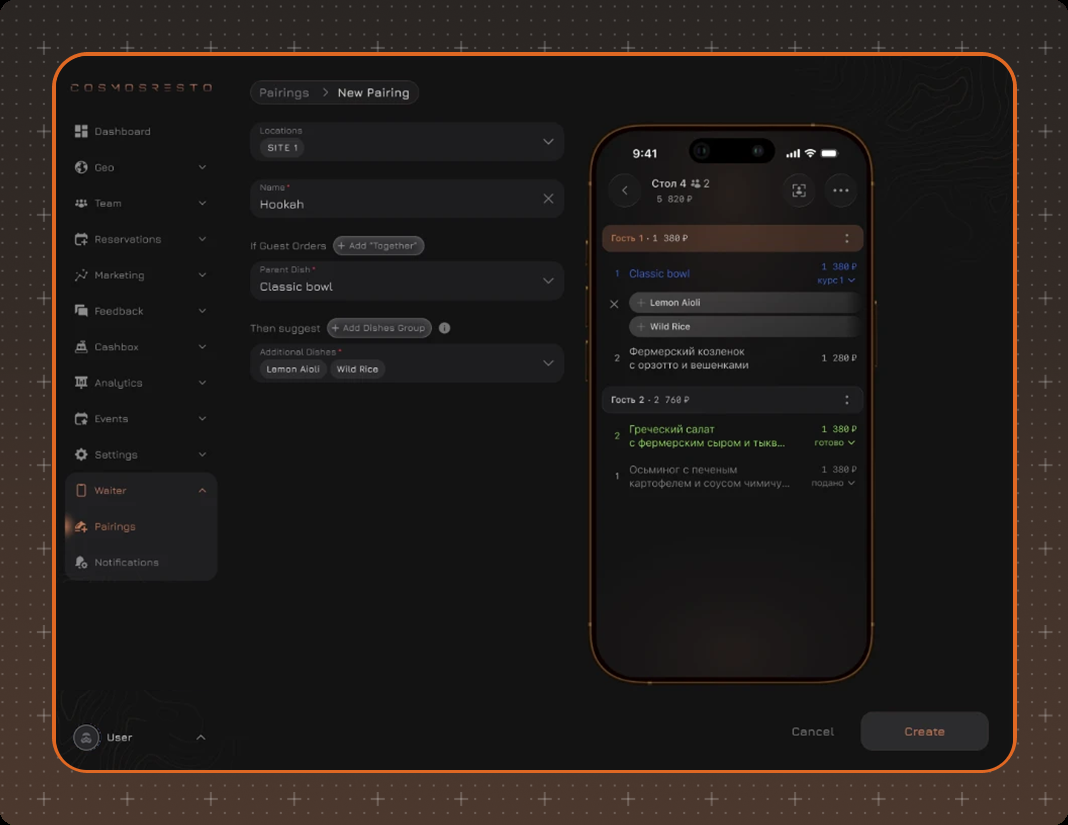 COSMOSRESTO
Pairings > New Pairing
Dashboard
Geo
Team
Reservations
Marketing
Feedback
Cashbox
Analytics
Events
Settings
Waiter
Pairings
Notifications
User
Locations
SITE 1
Name*
Hookah
If Guest Orders + Add "Together"
Parent Dish*
Classic bowl
Then suggest + Add Dishes Group i
Additional Dishes*
Lemon Aioli Wild Rice
9:41
Стол 4 2
5 820 ₽
Гость 1 · 1 380 ₽
1 Classic bowl 1 380 ₽
курс 1
+ Lemon Aioli
+ Wild Rice
2 Фермерский козленок
с орзотто и вешенками 1 280 ₽
Гость 2 · 2 760 ₽
2 Греческий салат 1 380 ₽
с фермерским сыром и тыкв... готово
1 Осьминог с печеным 1 380 ₽
картофелем и соусом чимичу... подано
Cancel Create